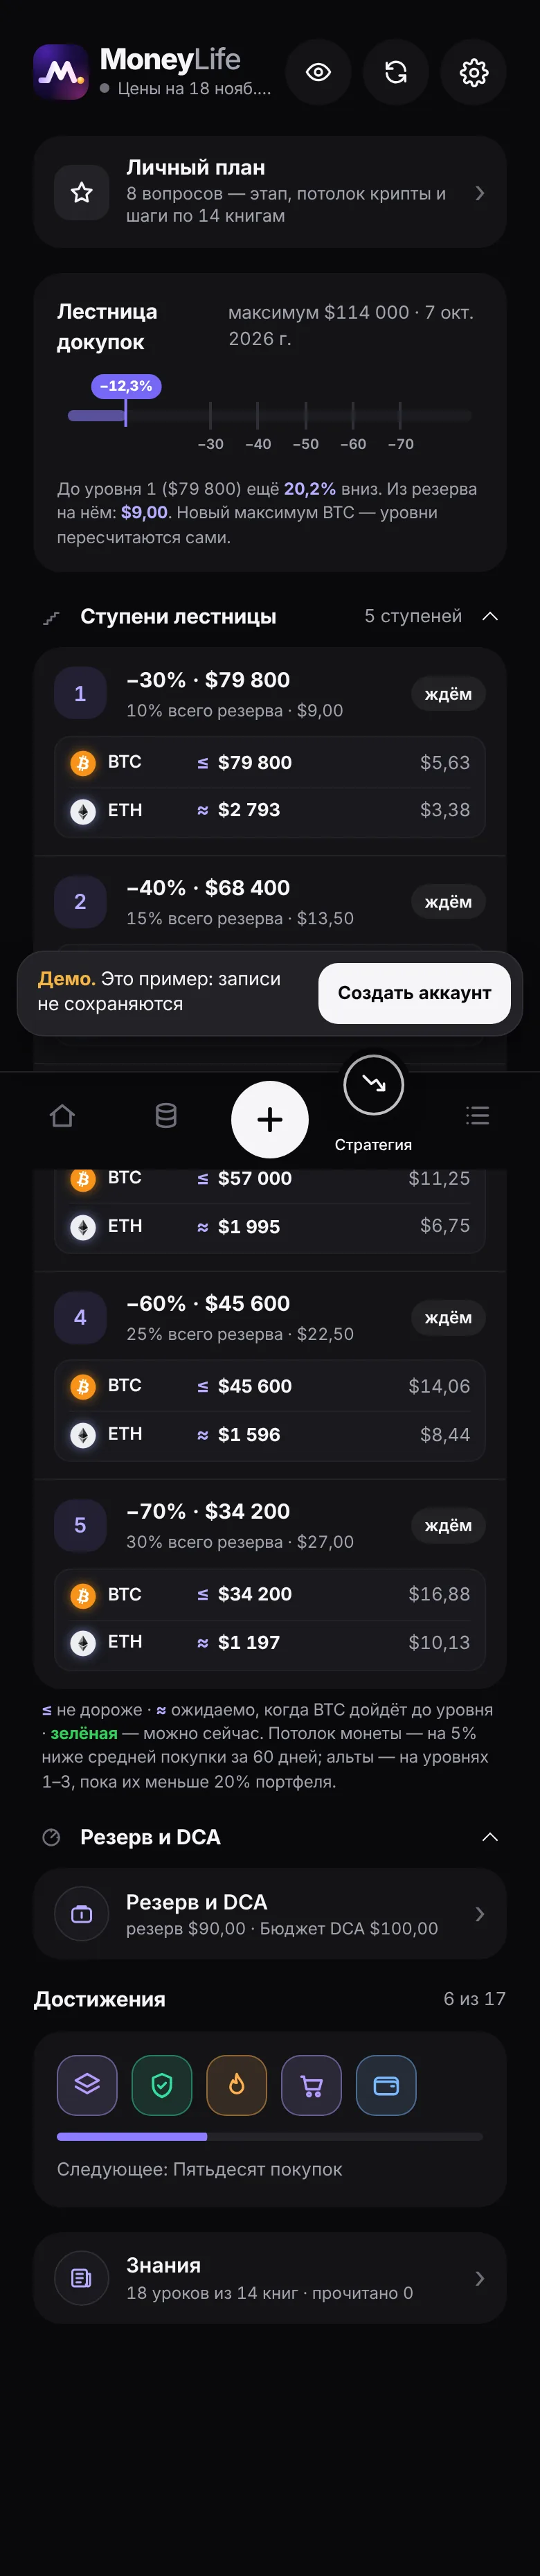 MoneyLife
Цены на 18 нояб....
Личный план
8 вопросов — этап, потолок крипты и
шаги по 14 книгам
Лестница
докупок
максимум $114 000 · 7 окт.
2026 г.
−12,3%
−30 −40 −50 −60 −70
До уровня 1 ($79 800) ещё 20,2% вниз. Из резерва
на нём: $9,00. Новый максимум BTC — уровни
пересчитаются сами.
Ступени лестницы 5 ступеней
1 −30% · $79 800 ждём
10% всего резерва · $9,00
BTC ≤ $79 800 $5,63
ETH ≈ $2 793 $3,38
2 −40% · $68 400 ждём
15% всего резерва · $13,50
Демо. Это пример: записи
не сохраняются
Создать аккаунт
Стратегия
BTC ≤ $57 000 $11,25
ETH ≈ $1 995 $6,75
4 −60% · $45 600 ждём
25% всего резерва · $22,50
BTC ≤ $45 600 $14,06
ETH ≈ $1 596 $8,44
5 −70% · $34 200 ждём
30% всего резерва · $27,00
BTC ≤ $34 200 $16,88
ETH ≈ $1 197 $10,13
≤ не дороже · ≈ ожидаемо, когда BTC дойдёт до уровня
· зелёная — можно сейчас. Потолок монеты — на 5%
ниже средней покупки за 60 дней; альты — на уровнях
1–3, пока их меньше 20% портфеля.
Резерв и DCA
Резерв и DCA
резерв $90,00 · Бюджет DCA $100,00
Достижения 6 из 17
Следующее: Пятьдесят покупок
Знания
18 уроков из 14 книг · прочитано 0